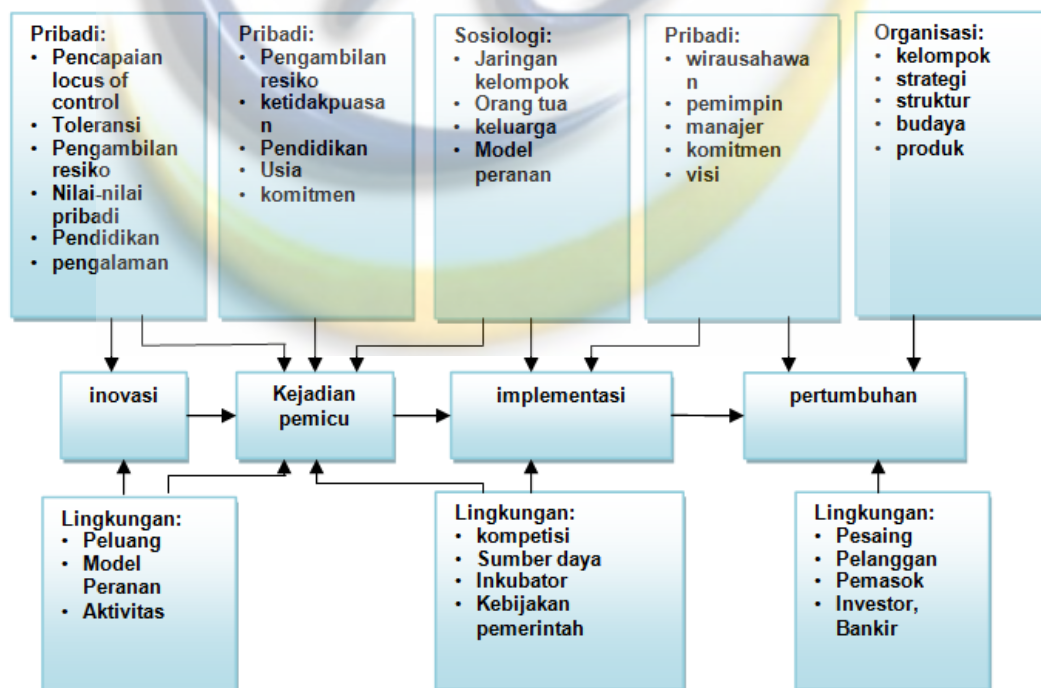 Pribadi:
• Pencapaian
locus of
control
• Toleransi
• Pengambilan
resiko
• Nilai-nilai
pribadi
• Pendidikan
• pengalaman
Pribadi:
• Pengambilan
resiko
• ketidakpuasa
n
• Pendidikan
• Usia
• komitmen
Sosiologi:
• Jaringan
kelompok
• Orang tua
• keluarga
• Model
peranan
Pribadi:
• wirausahawa
n
• pemimpin
• manajer
• komitmen
• visi
Organisasi:
• kelompok
• strategi
• struktur
• budaya
• produk
inovasi
Kejadian
pemicu
implementasi
pertumbuhan
Lingkungan:
• Peluang
• Model
Peranan
• Aktivitas
Lingkungan:
• kompetisi
• Sumber daya
• Inkubator
• Kebijakan
pemerintah
Lingkungan:
• Pesaing
• Pelanggan
• Pemasok
• Investor,
Bankir